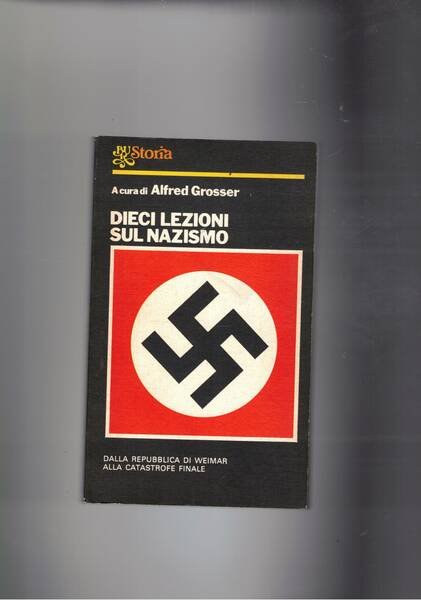 BUR Storia
A cura di Alfred Grosser
DIECI LEZIONI
SUL NAZISMO
DALLA REPUBBLICA DI WEIMAR
ALLA CATASTROFE FINALE